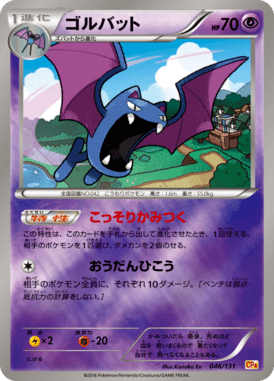 1進化
ゴルバット
HP70
ズバットから進化
全国図鑑NO.042 こうもりポケモン 高さ：1.6m 重さ：55.0kg
とくせい
特性 こっそりかみつく
この特性は、このカードを手札から出して進化させたとき、1回使える。
相手のポケモンを1匹選び、ダメカンを2個のせる。
おうだんひこう
相手のポケモン全員に、それぞれ10ダメージ。［ベンチは弱点・
抵抗力の計算をしない。］
×2
-20
046/131
CP4
©2016 Pokémon/Nintendo/Creatures/GAME FREAK.